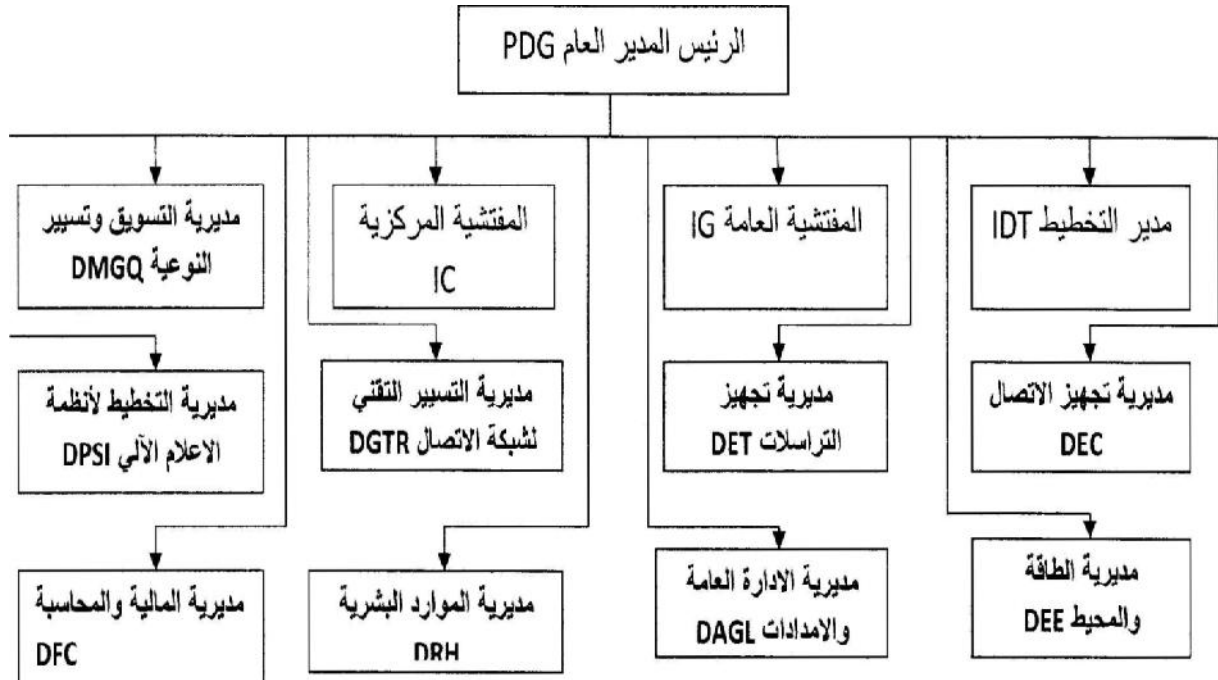 الرئيس المدير العام PDG
مدير التخطيط IDT
المفتشية العامة IG
المفتشية المركزية
IC
مديرية التسويق وتسيير
النوعية DMGQ
مديرية تجهيز الاتصال
DEC
مديرية تجهيز
التراسلات DET
مديرية التسيير التقني
لشبكة الاتصال DGTR
مديرية التخطيط لأنظمة
الاعلام الآلي DPSI
مديرية الطاقة
والمحيط DEE
مديرية الادارة العامة
والامدادات DAGL
مديرية الموارد البشرية
DRH
مديرية المالية والمحاسبة
DFC